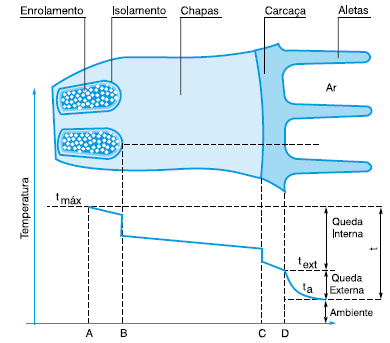 Enrolamento Isolamento Chapas Carcaça Aletas
Ar
Temperatura
tmáx
Queda
Interna
t
text
Queda
Externa
ta
Ambiente
A B C D